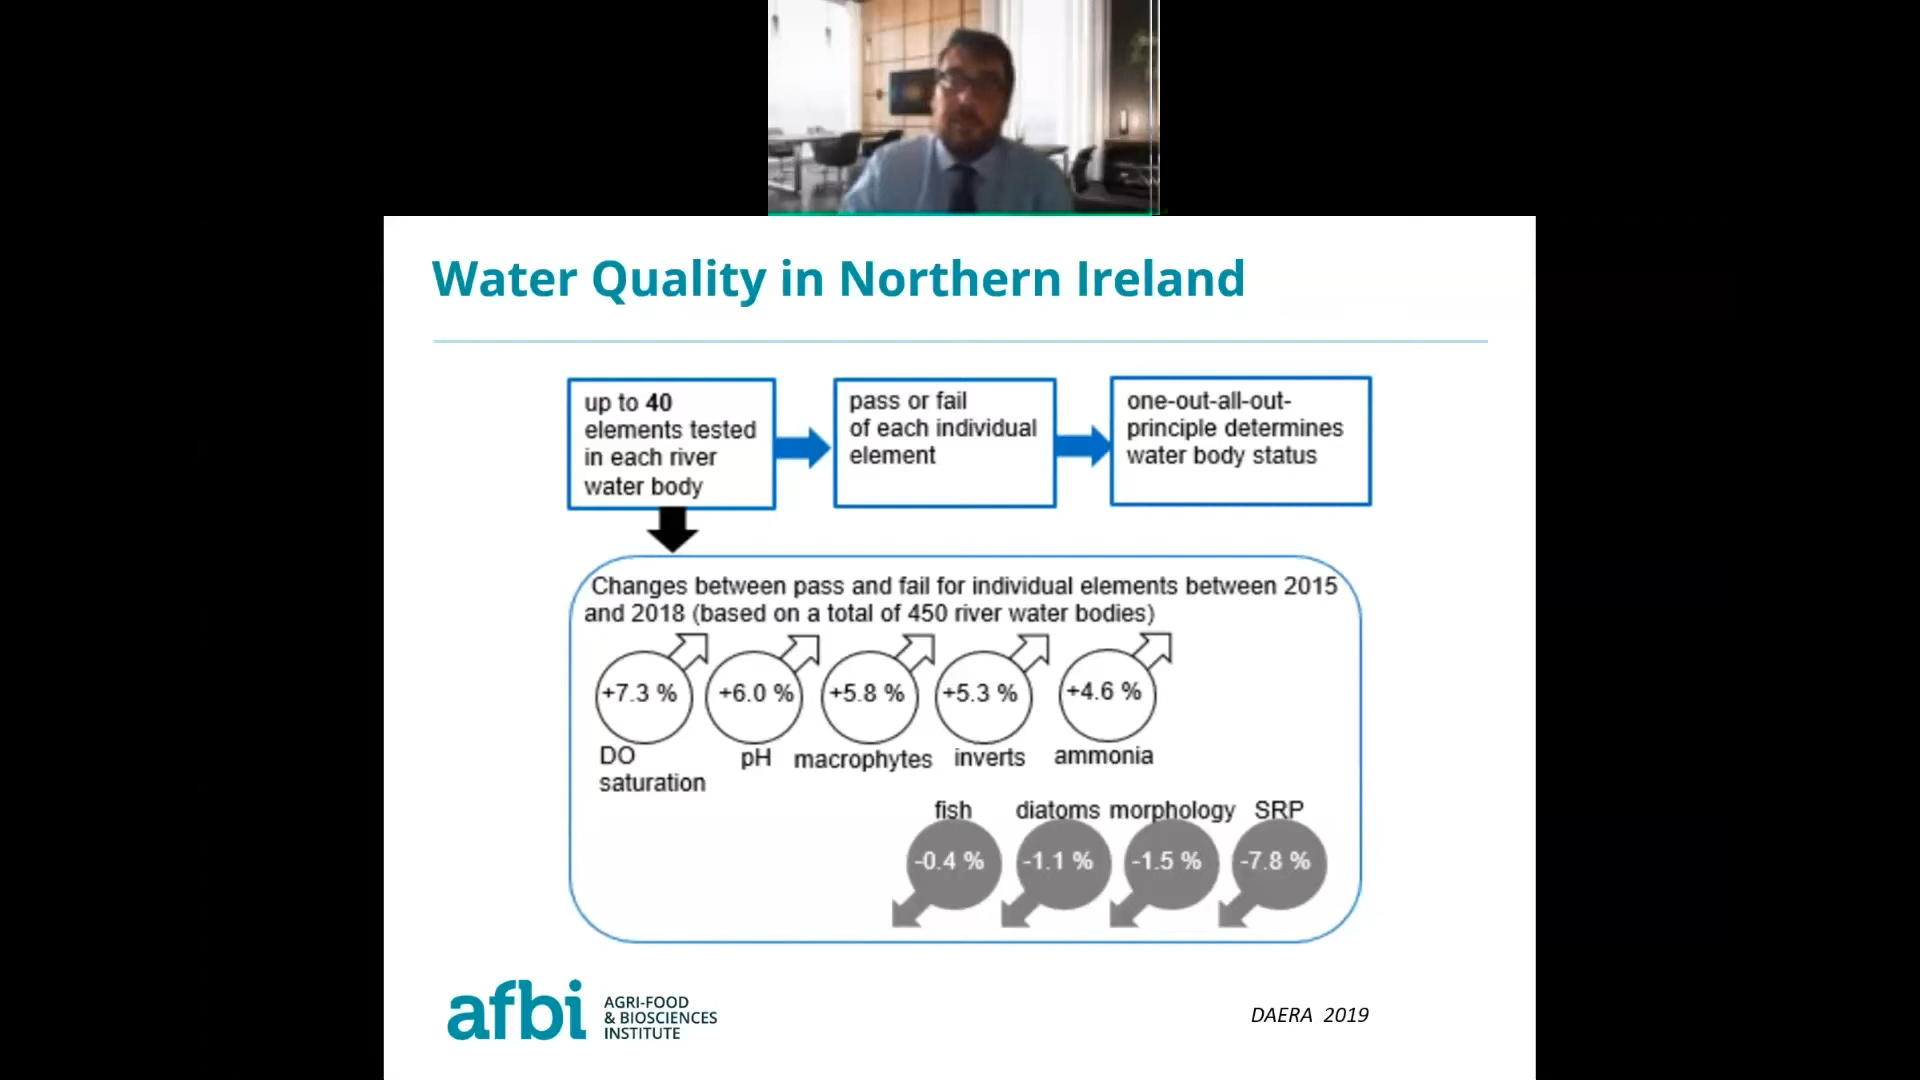 Water Quality in Northern Ireland
up to 40
elements tested
in each river
water body
pass or fail
of each individual
element
one-out-all-out-
principle determines
water body status
Changes between pass and fail for individual elements between 2015
and 2018 (based on a total of 450 river water bodies)
+7.3 % +6.0 % +5.8 % +5.3 % +4.6 %
DO
saturation
pH macrophytes inverts ammonia
fish diatoms morphology SRP
-0.4 % -1.1 % -1.5 % -7.8 %
afbi
AGRI-FOOD
& BIOSCIENCES
INSTITUTE
DAERA 2019